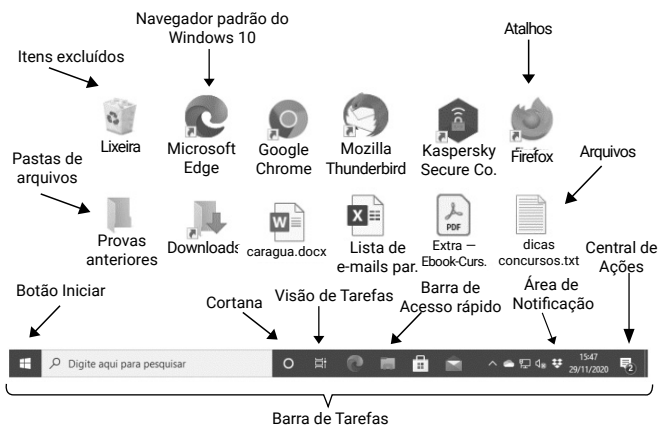 Navegador padrão do
Windows 10
Itens excluídos
Atalhos
Lixeira
Microsoft
Edge
Google
Chrome
Mozilla
Thunderbird
Kaspersky
Secure Co.
Firefox
Pastas de
arquivos
Arquivos
W
X
PDF
Provas
anteriores
Downloads
caragua.docx
Lista de
e-mails par.
Extra —
Ebook-Curs.
dicas
concursos.txt
Central de
Ações
Botão Iniciar
Cortana
Visão de Tarefas
Barra de
Acesso rápido
Área de
Notificação
Digite aqui para pesquisar
15:47
29/11/2020
2
Barra de Tarefas